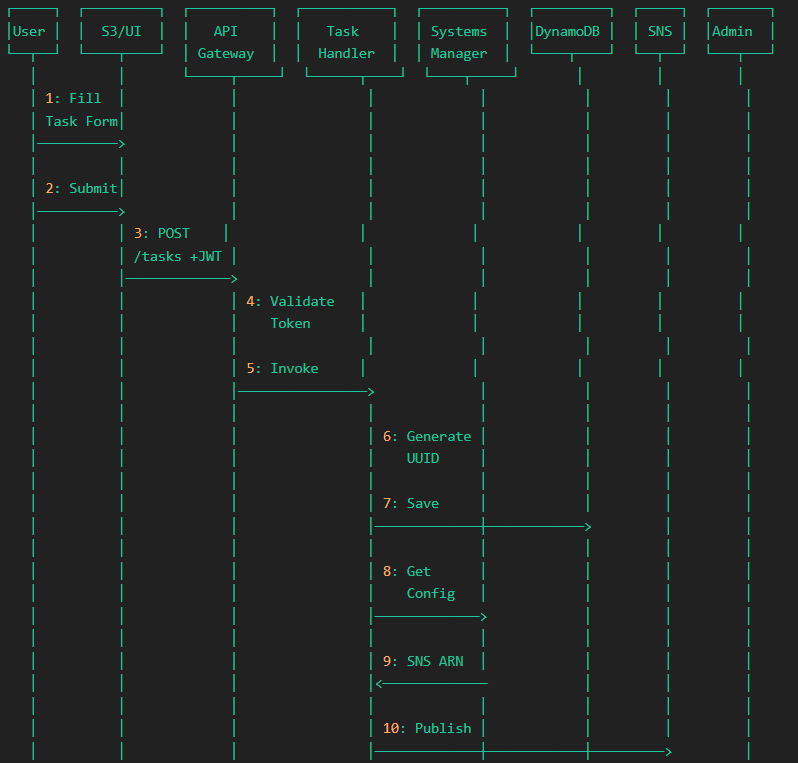 User S3/UI API Task Systems DynamoDB SNS Admin
Gateway Handler Manager
1: Fill
Task Form
2: Submit
3: POST
/tasks +JWT
4: Validate
Token
5: Invoke
6: Generate
UUID
7: Save
8: Get
Config
9: SNS ARN
10: Publish